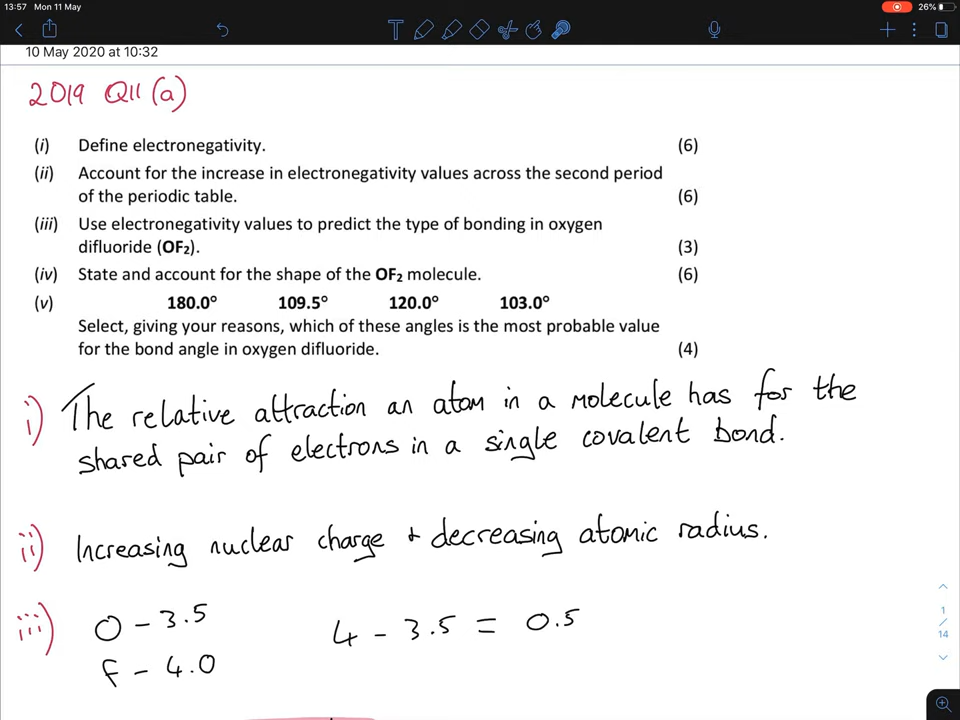 13:57 Mon 11 May
26%
10 May 2020 at 10:32
2019 Q11 (a)
(i) Define electronegativity. (6)
(ii) Account for the increase in electronegativity values across the second period
of the periodic table. (6)
(iii) Use electronegativity values to predict the type of bonding in oxygen
difluoride (OF₂). (3)
(iv) State and account for the shape of the OF₂ molecule. (6)
(v) 180.0° 109.5° 120.0° 103.0°
Select, giving your reasons, which of these angles is the most probable value
for the bond angle in oxygen difluoride. (4)
i) The relative attraction an atom in a molecule has for the
shared pair of electrons in a single covalent bond.
ii) Increasing nuclear charge + decreasing atomic radius.
iii) O – 3.5 4 – 3.5 = 0.5
F – 4.0
1
/
14